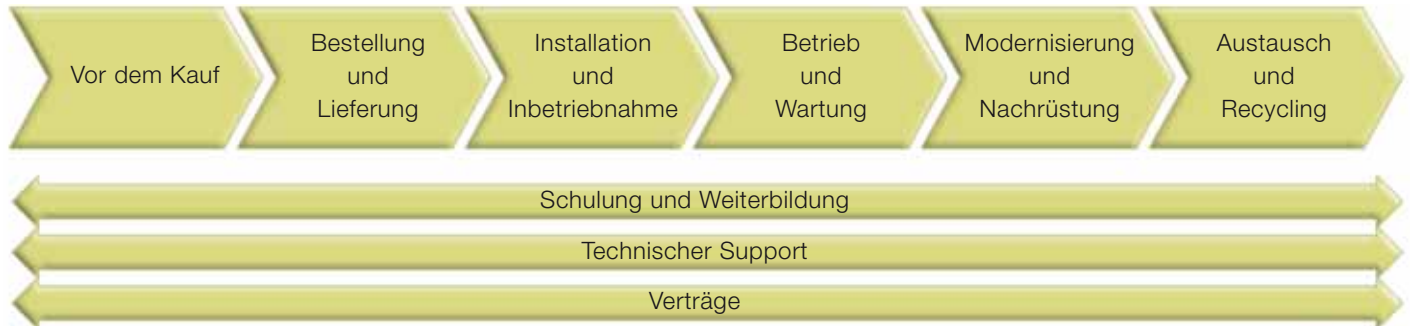 Vor dem Kauf
Bestellung
und
Lieferung
Installation
und
Inbetriebnahme
Betrieb
und
Wartung
Modernisierung
und
Nachrüstung
Austausch
und
Recycling
Schulung und Weiterbildung
Technischer Support
Verträge